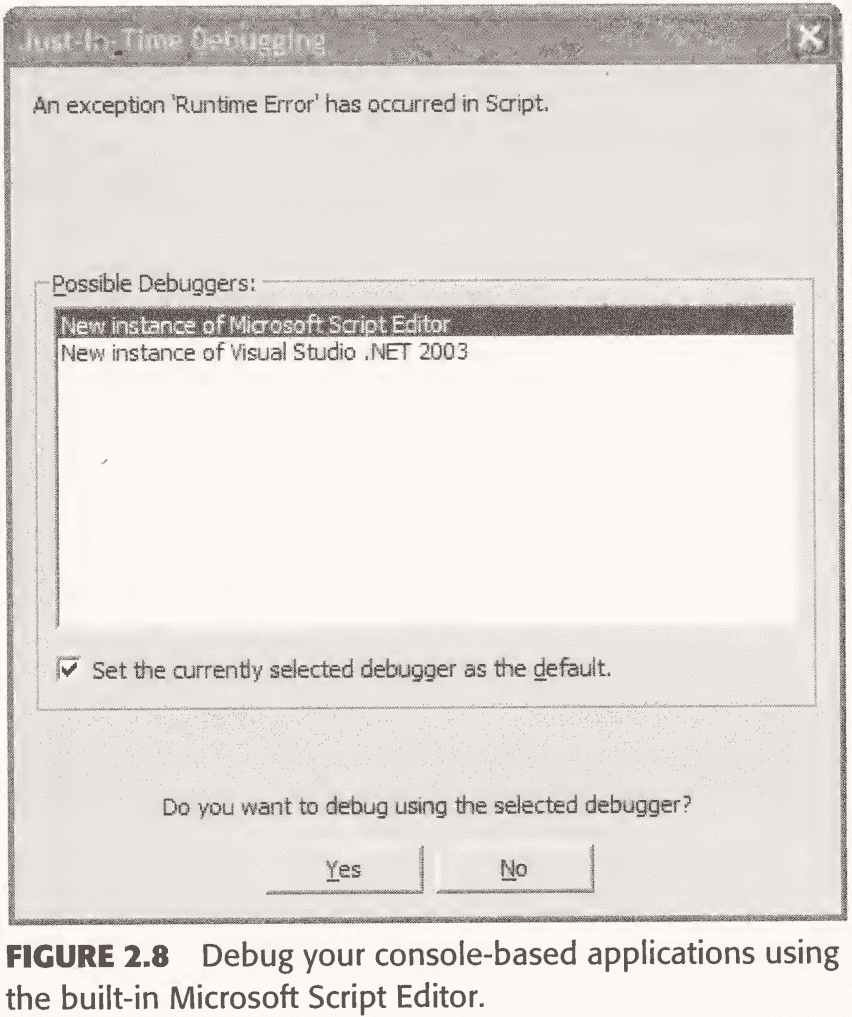 Just-In-Time Debugging
An exception 'Runtime Error' has occurred in Script.
Possible Debuggers:
New instance of Microsoft Script Editor
New instance of Visual Studio .NET 2003
Set the currently selected debugger as the default.
Do you want to debug using the selected debugger?
Yes No
FIGURE 2.8 Debug your console-based applications using
the built-in Microsoft Script Editor.